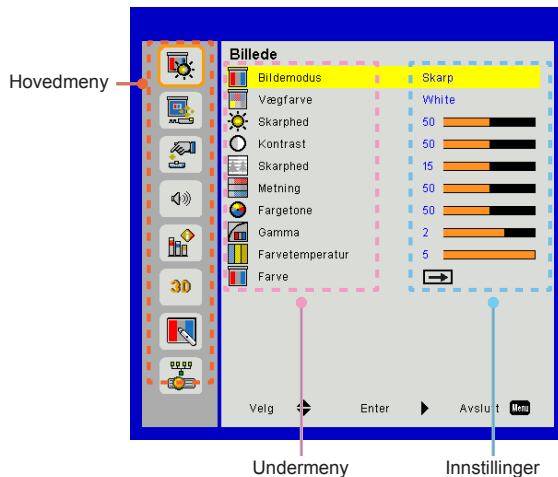 Billede
Hovedmeny
Bildemodus Skarp
Vægfarve White
Skarphed 50
Kontrast 50
Skarphed 15
Metning 50
Fargetone 50
Gamma 2
Farvetemperatur 5
3D
Farve
Velg Enter Avslutt Menu
Undermeny Innstillinger